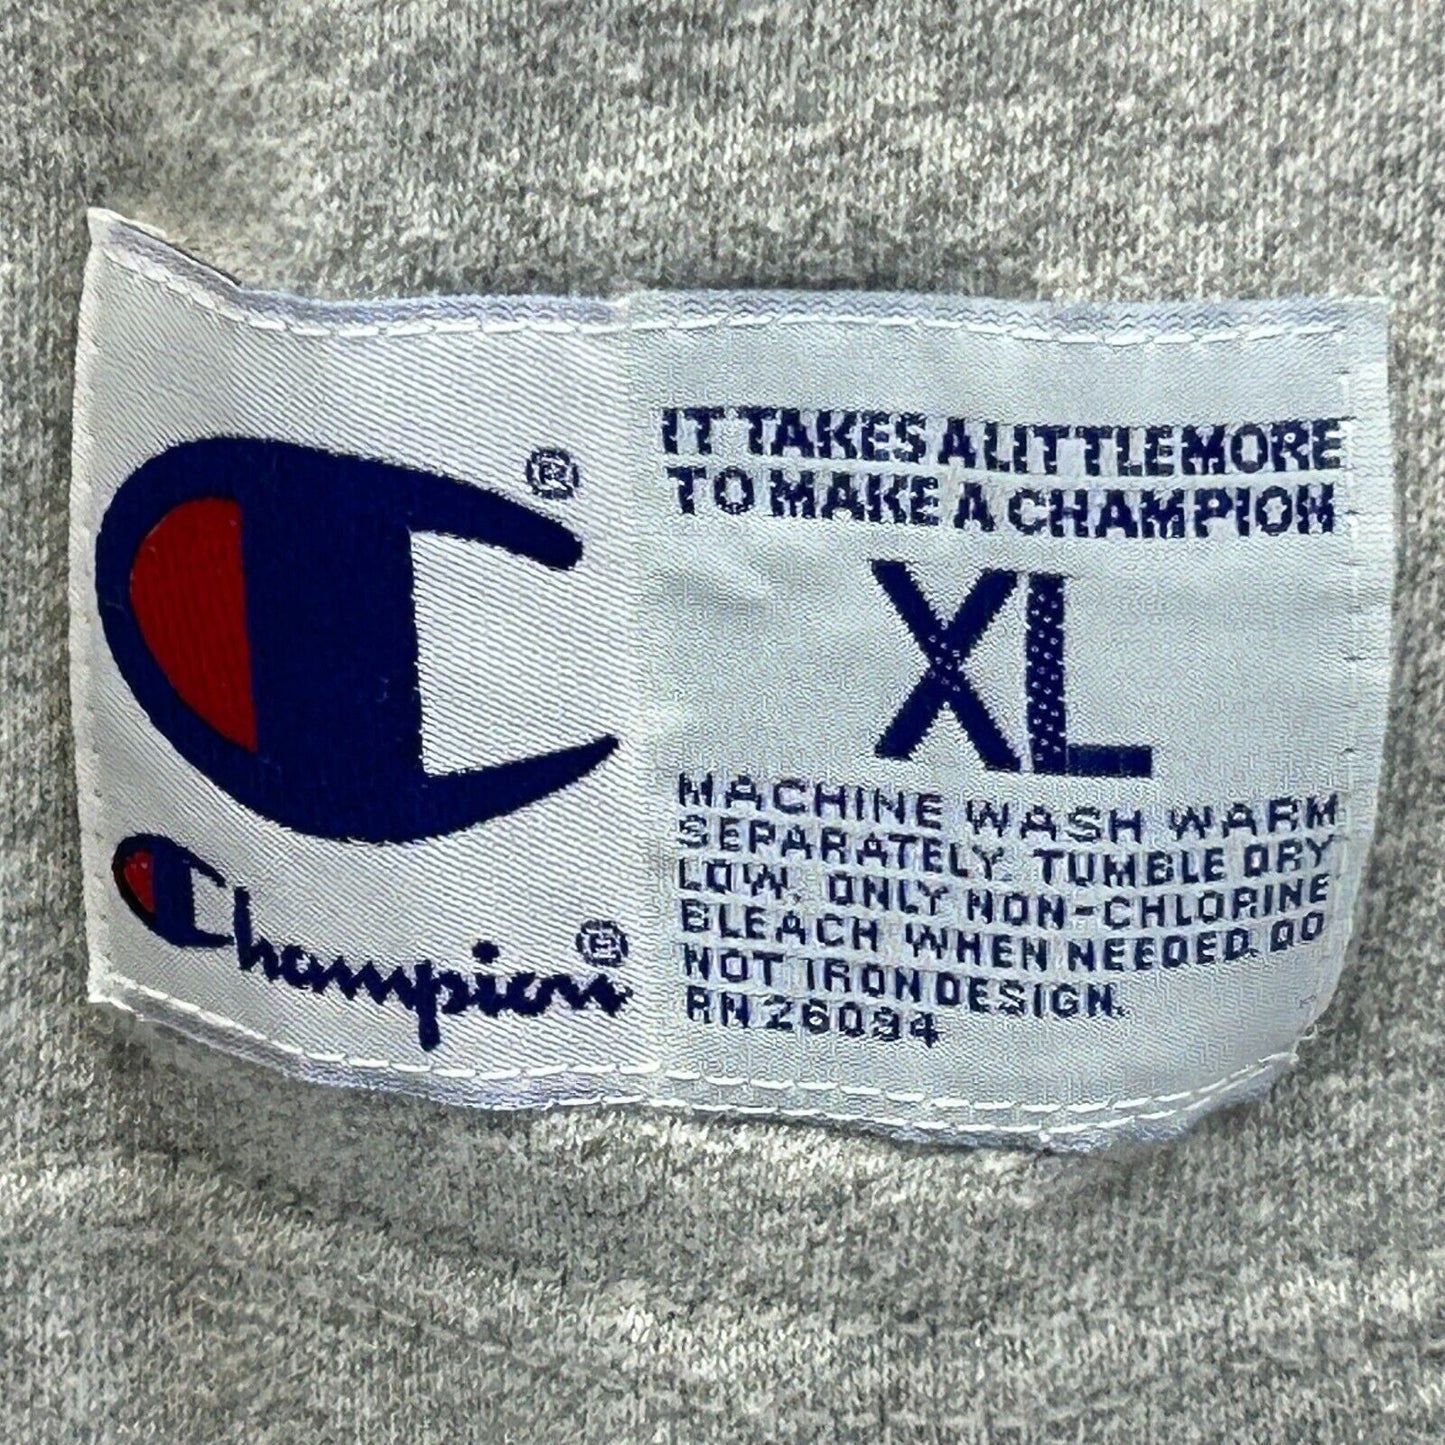 ®
Champion®
IT TAKES A LITTLE MORE
TO MAKE A CHAMPION
XL
MACHINE WASH WARM
SEPARATELY. TUMBLE DRY
LOW. ONLY NON-CHLORINE
BLEACH WHEN NEEDED. DO
NOT IRON DESIGN.
RN 26094